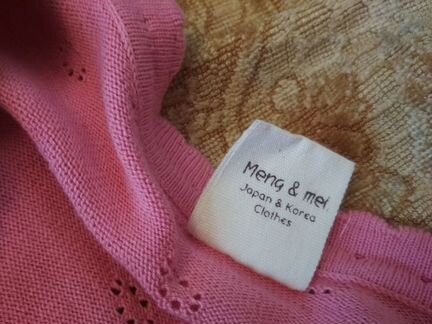 Meng & mei
Japan & Korea
Clothes